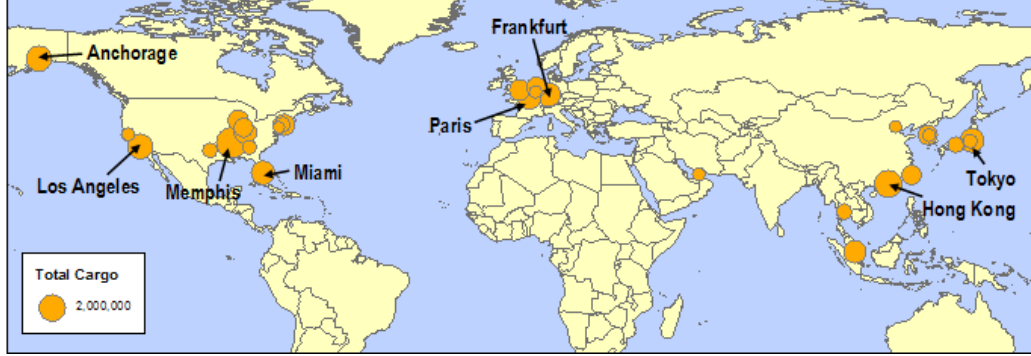 Frankfurt
Anchorage
Paris
Los Angeles
Memphis
Miami
Tokyo
Hong Kong
Total Cargo
2,000,000